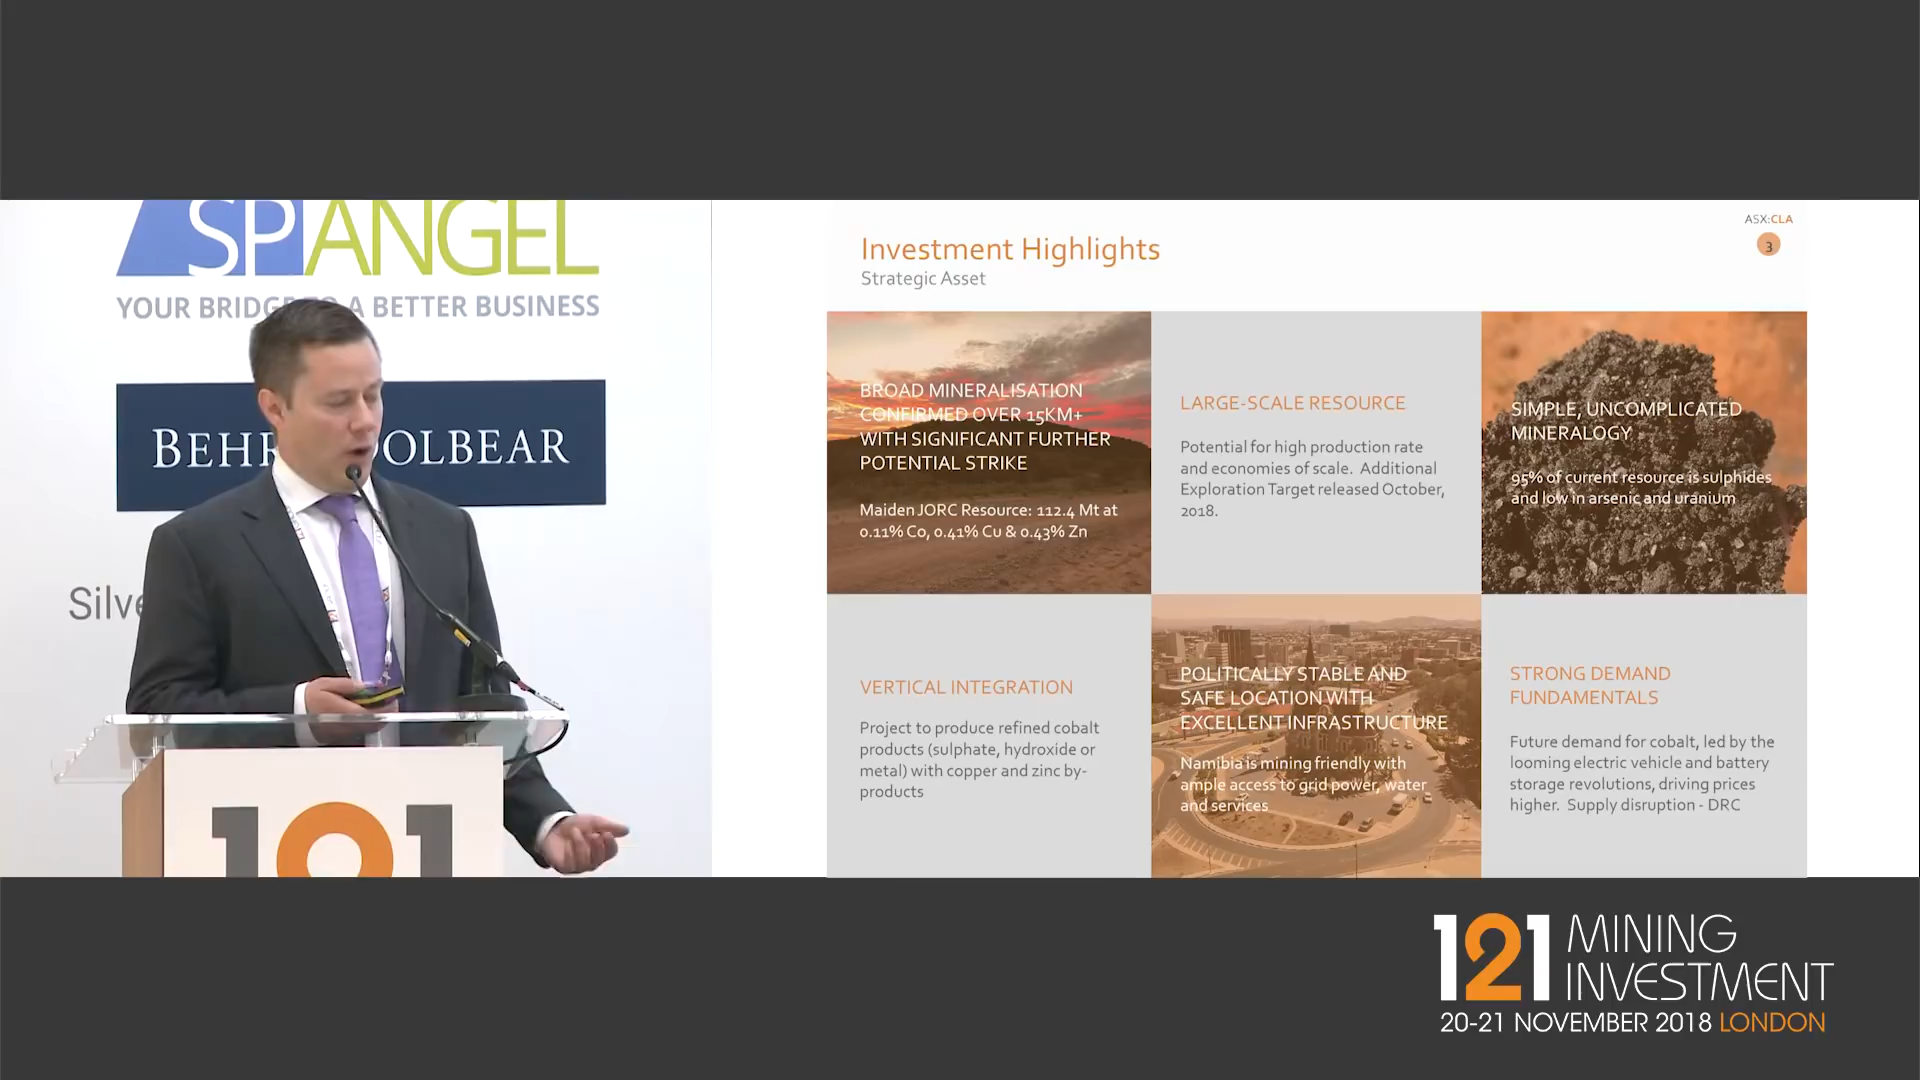 SP ANGEL
YOUR BRIDGE A BETTER BUSINESS
101
ASX:CLA
3
Investment Highlights
Strategic Asset
BROAD MINERALISATION
CONFIRMED OVER 15KM+
WITH SIGNIFICANT FURTHER
POTENTIAL STRIKE
Maiden JORC Resource: 112.4 Mt at
0.11% Co, 0.41% Cu & 0.43% Zn
LARGE-SCALE RESOURCE
Potential for high production rate
and economies of scale. Additional
Exploration Target released October,
2018.
SIMPLE, UNCOMPLICATED
MINERALOGY
95% of current resource is sulphides
and low in arsenic and uranium
VERTICAL INTEGRATION
Project to produce refined cobalt
products (sulphate, hydroxide or
metal) with copper and zinc by-
products
POLITICALLY STABLE AND
SAFE LOCATION WITH
EXCELLENT INFRASTRUCTURE
Namibia is mining friendly with
ample access to grid power, water
and services
STRONG DEMAND
FUNDAMENTALS
Future demand for cobalt, led by the
looming electric vehicle and battery
storage revolutions, driving prices
higher. Supply disruption - DRC
121 MINING
INVESTMENT
20-21 NOVEMBER 2018 LONDON